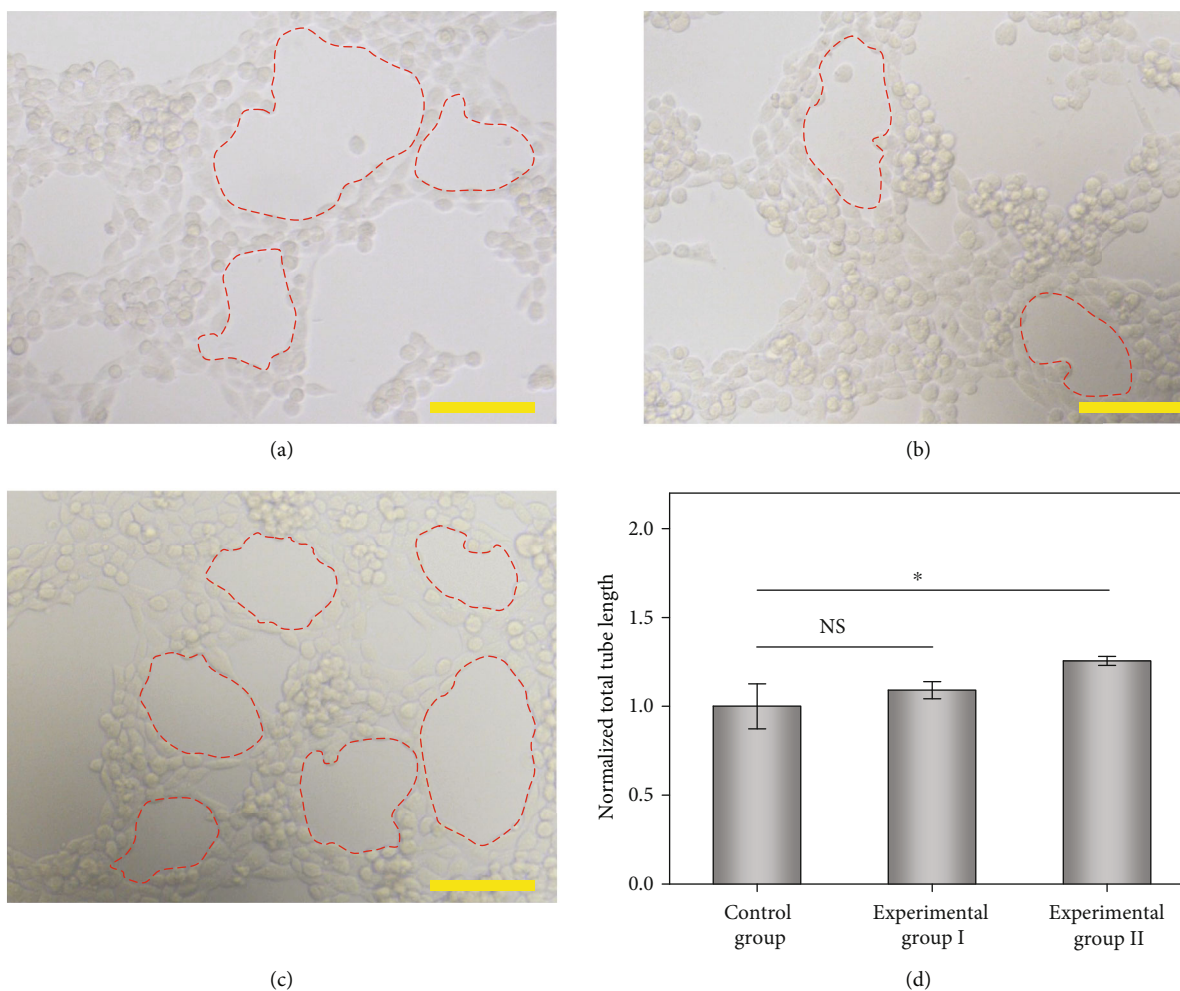 (a)
(b)
(c)
Normalized total tube length
2.0
1.5
1.0
0.5
0.0
*
NS
Control
group
Experimental
group I
Experimental
group II
(d)